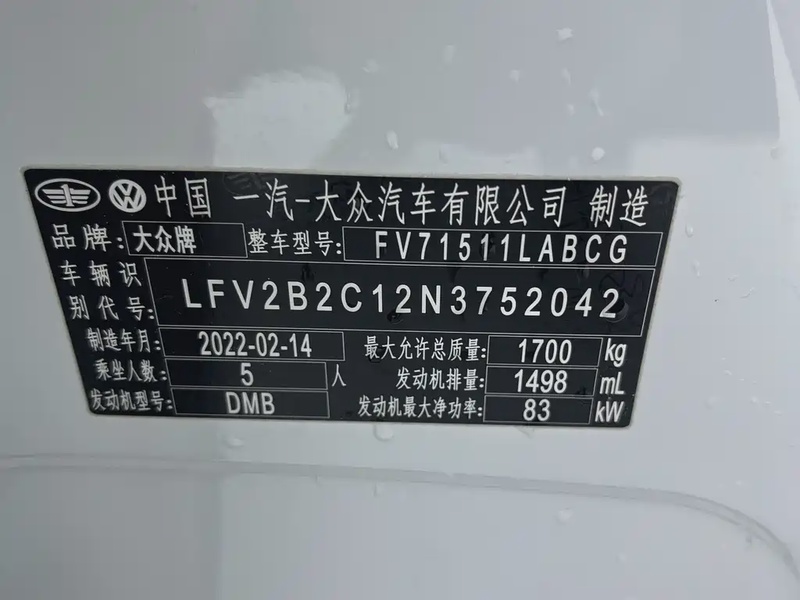 中国 一汽-大众汽车有限公司 制造
品牌: 大众牌 整车型号: FV71511LABCG
车辆识别代号: LFV2B2C12N3752042
制造年月: 2022-02-14 最大允许总质量: 1700 kg
乘坐人数: 5 人 发动机排量: 1498 mL
发动机型号: DMB 发动机最大净功率: 83 kW